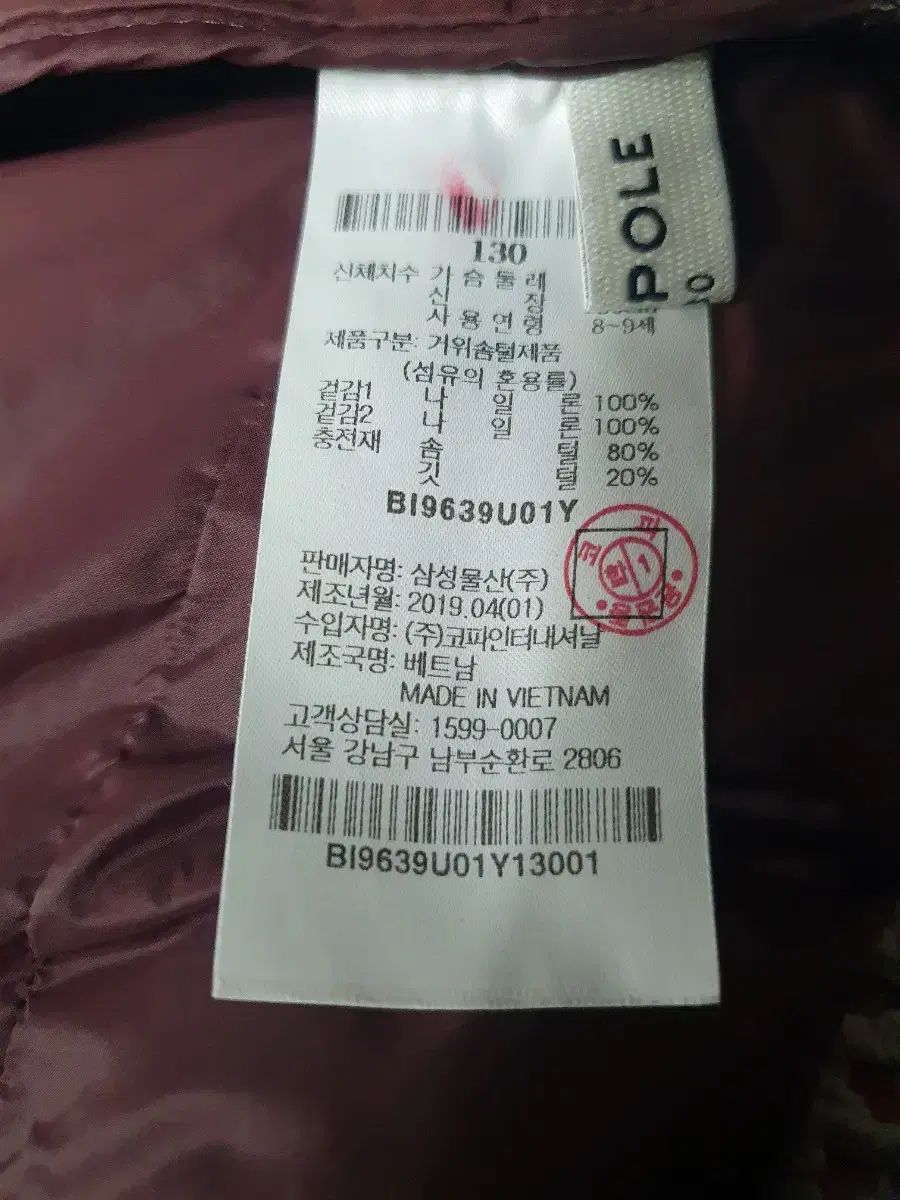 POLE
130
신체치수 가슴둘레
신 장
사용연형 8~9세
제품구분: 거위솜털제품
(섬유의 혼용률)
겉감1 나일론 100%
겉감2 나일론 100%
충전재 솜털 80%
깃털 20%
BI9639U01Y
합/1
판매자명: 삼성물산(주)
제조년월: 2019.04(01)
수입자명: (주)코파인터내셔널
제조국명: 베트남
MADE IN VIETNAM
고객상담실: 1599-0007
서울 강남구 남부순환로 2806
BI9639U01Y13001